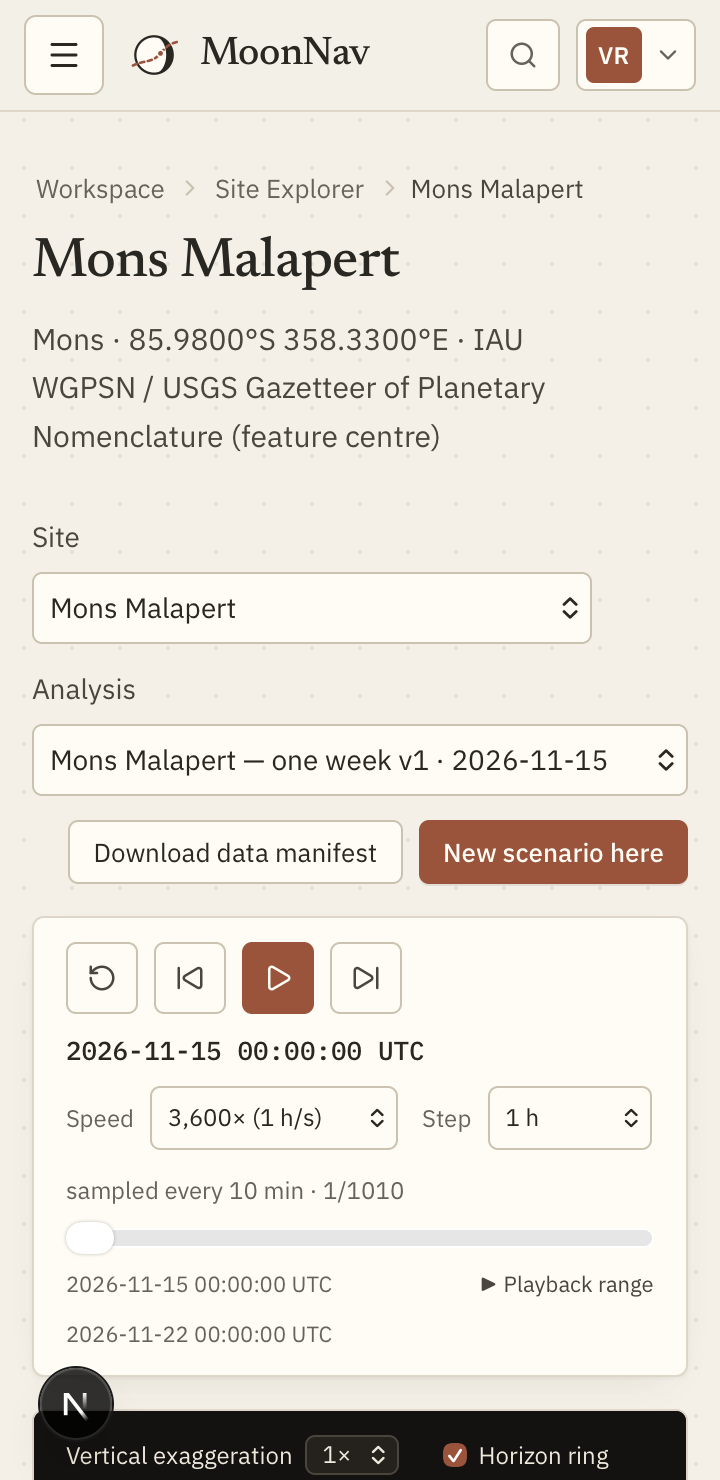 MoonNav
VR
Workspace
Site Explorer
Mons Malapert
Mons Malapert
Mons · 85.9800°S 358.3300°E · IAU
WGPSN / USGS Gazetteer of Planetary
Nomenclature (feature centre)
Site
Mons Malapert
Analysis
Mons Malapert — one week v1 · 2026-11-15
Download data manifest
New scenario here
2026-11-15 00:00:00 UTC
Speed 3,600× (1 h/s) Step 1 h
sampled every 10 min · 1/1010
2026-11-15 00:00:00 UTC
Playback range
2026-11-22 00:00:00 UTC
N
Vertical exaggeration 1× Horizon ring